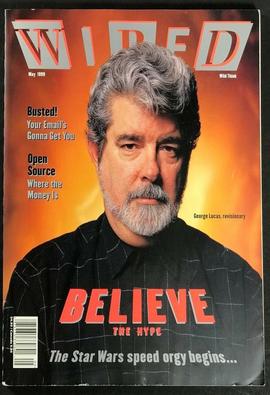 WIRED
May 1999
Wild Thison
Busted!
Your Email's
Gonna Get You
Open
Source
Where the
Money Is
George Lucas, revisionary
BELIEVE
THE HYPE
The Star Wars speed orgy begins...